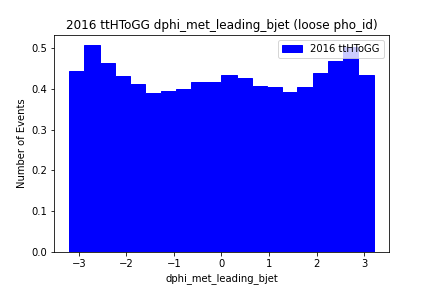 2016 ttHToGG dphi_met_leading_bjet (loose pho_id)
2016 ttHToGG
Number of Events
0.5
0.4
0.3
0.2
0.1
0.0
−3 −2 −1 0 1 2 3
dphi_met_leading_bjet